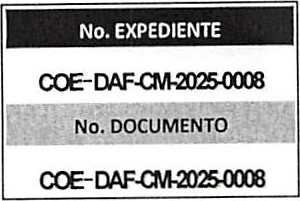 No. EXPEDIENTE
COE-DAF-CM-2025-0008
No. DOCUMENTO
COE-DAF-CM-2025-0008